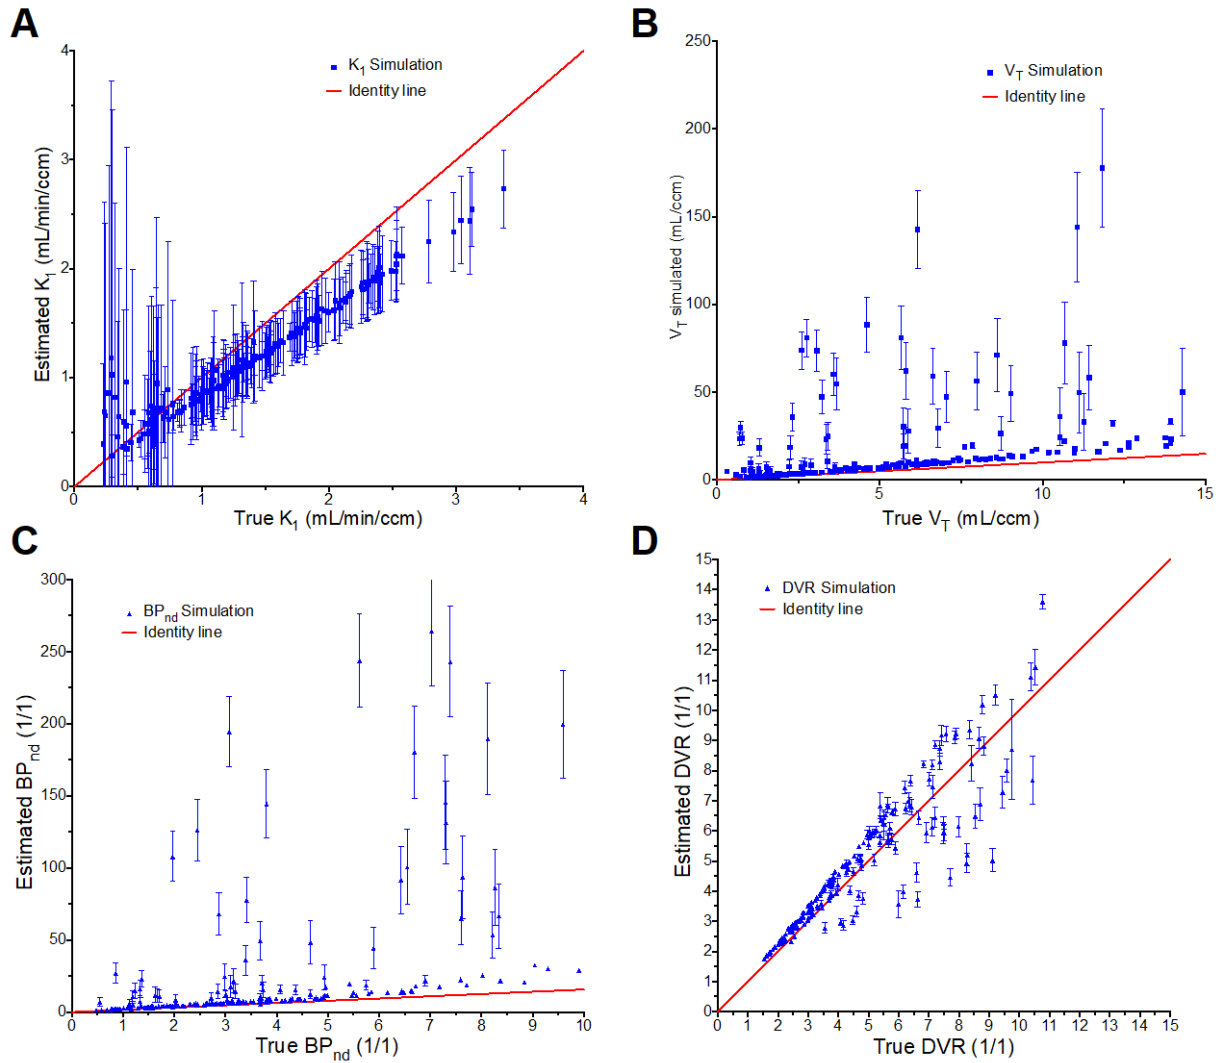 A
K1 Simulation
Identity line
Estimated K1 (mL/min/ccm)
4
3
2
1
0
0 1 2 3 4
True K1 (mL/min/ccm)
B
VT Simulation
Identity line
VT simulated (mL/ccm)
250
200
150
100
50
0
0 5 10 15
True VT (mL/ccm)
C
BPnd Simulation
Identity line
Estimated BPnd (1/1)
300
250
200
150
100
50
0
0 1 2 3 4 5 6 7 8 9 10
True BPnd (1/1)
D
DVR Simulation
Identity line
Estimated DVR (1/1)
15
14
13
12
11
10
9
8
7
6
5
4
3
2
1
0
0 1 2 3 4 5 6 7 8 9 10 11 12 13 14 15
True DVR (1/1)